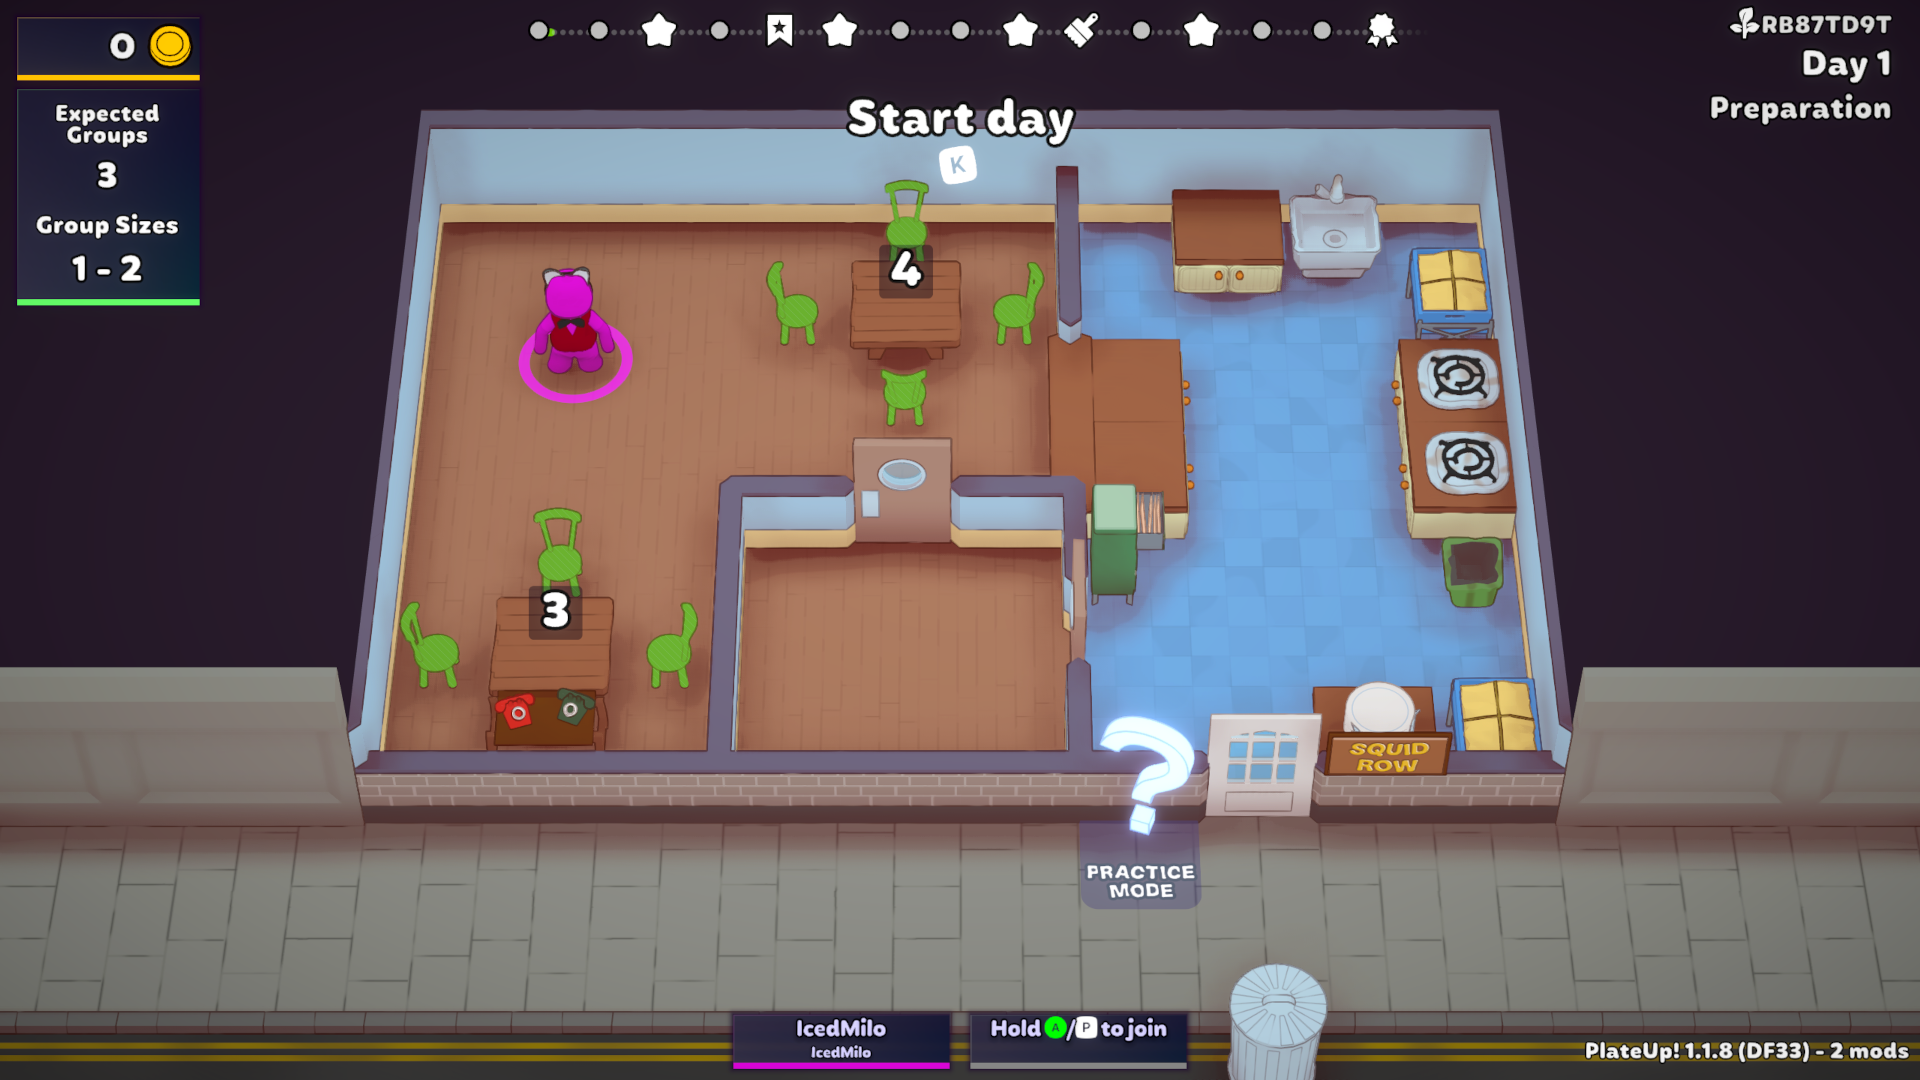 0
Expected
Groups
3
Group Sizes
1 - 2
RB87TD9T
Day 1
Preparation
Start day
K
4
3
SQUID
ROW
PRACTICE
MODE
IcedMilo
IcedMilo
Hold A/P to join
PlateUp! 1.1.8 (DF33) - 2 mods